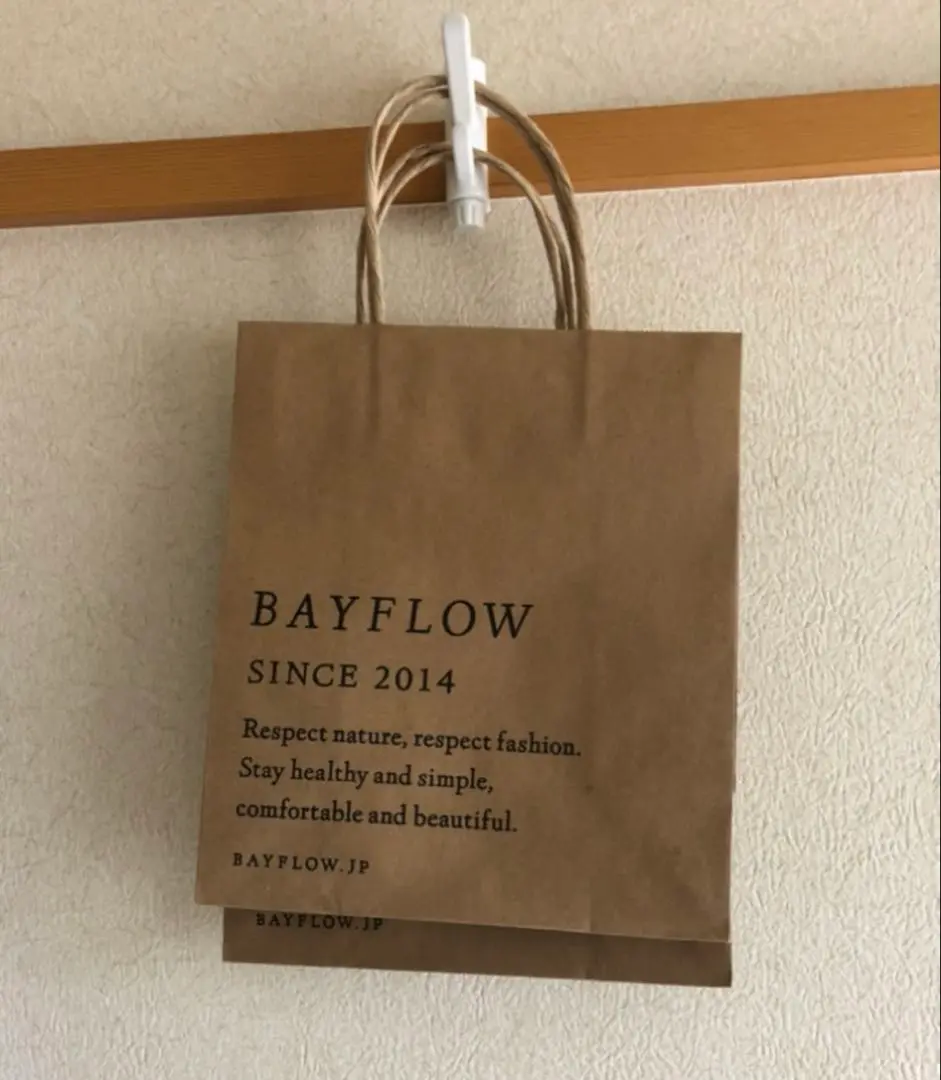 BAYFLOW
SINCE 2014
Respect nature, respect fashion.
Stay healthy and simple,
comfortable and beautiful.
BAYFLOW.JP
BAYFLOW.JP